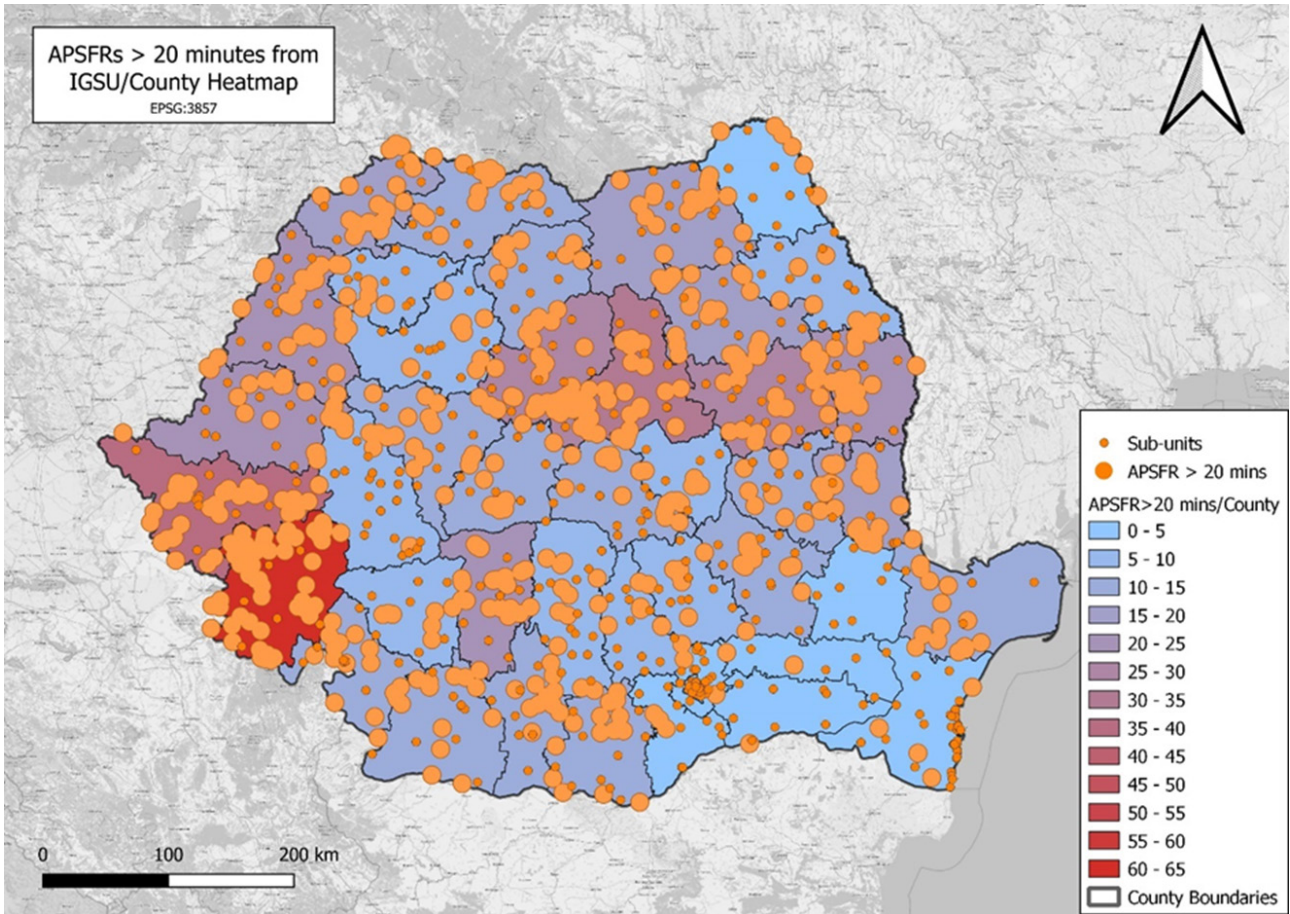 APSFRs > 20 minutes from
IGSU/County Heatmap
EPSG:3857
Sub-units
APSFR > 20 mins
APSFR>20 mins/County
0 - 5
5 - 10
10 - 15
15 - 20
20 - 25
25 - 30
30 - 35
35 - 40
40 - 45
45 - 50
50 - 55
55 - 60
60 - 65
County Boundaries
0 100 200 km